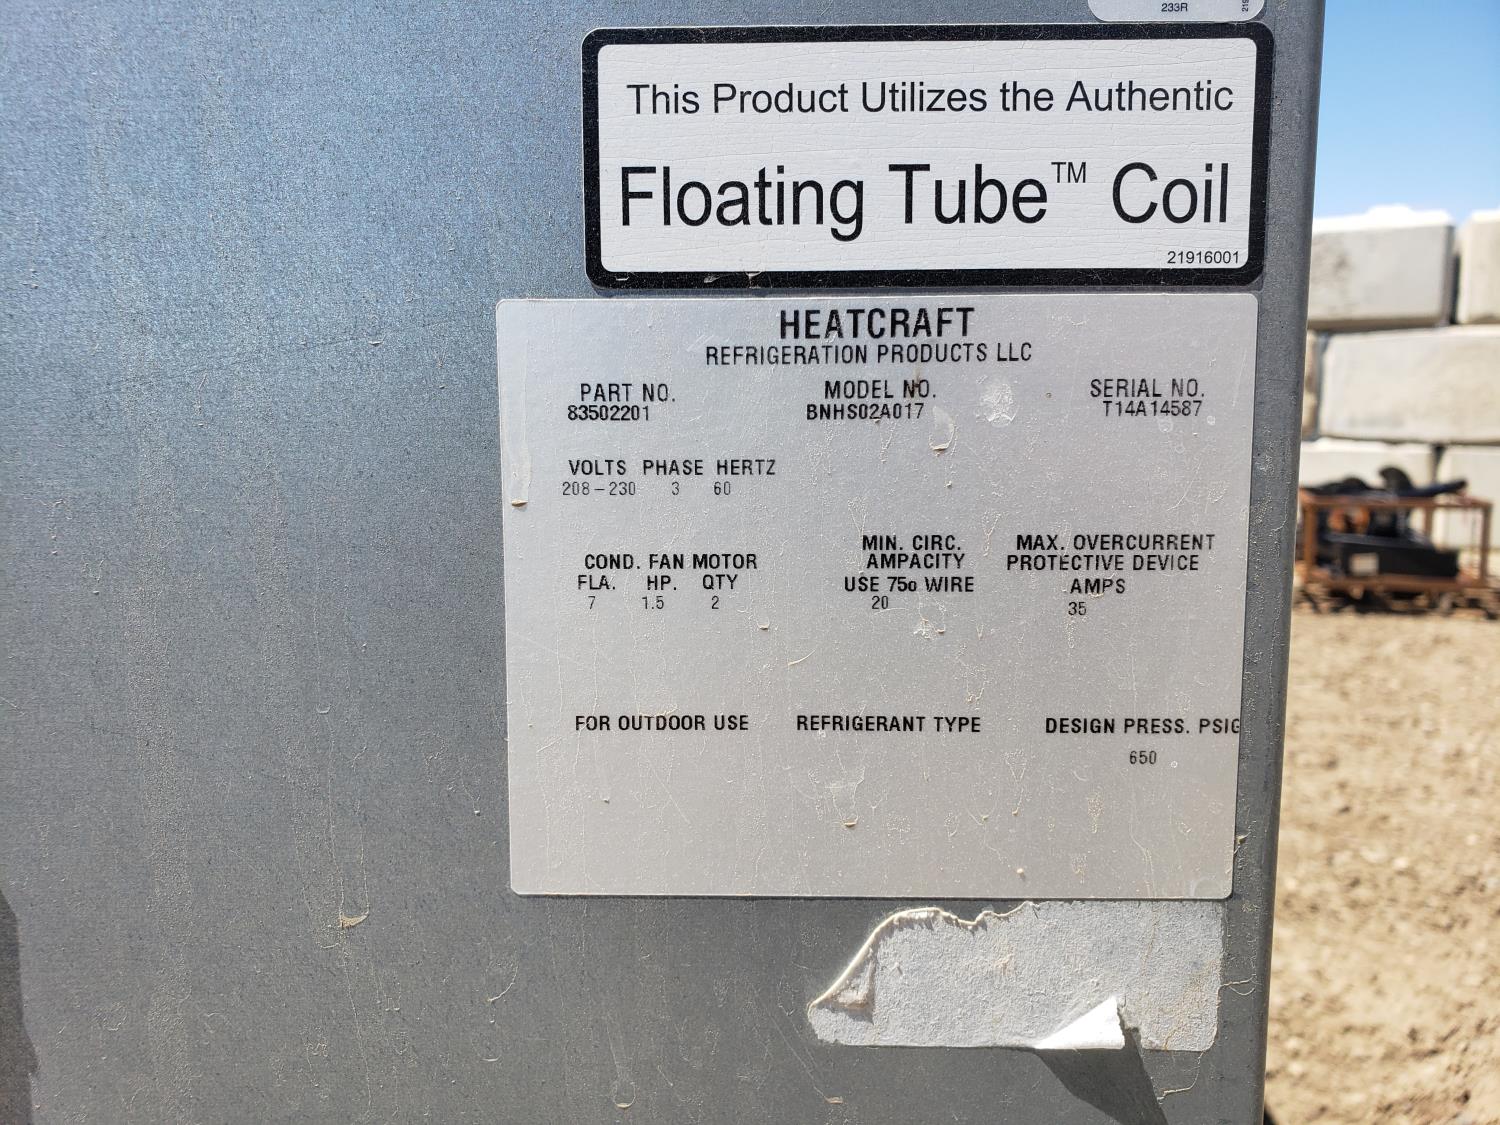 233R
This Product Utilizes the Authentic
Floating Tube™ Coil
21916001
HEATCRAFT
REFRIGERATION PRODUCTS LLC
PART NO. MODEL NO. SERIAL NO.
83502201 BNHS02A017 T14A14587
VOLTS PHASE HERTZ
208-230 3 60
MIN. CIRC. MAX. OVERCURRENT
COND. FAN MOTOR AMPACITY PROTECTIVE DEVICE
FLA. HP. QTY USE 75o WIRE AMPS
7 1.5 2 20 35
FOR OUTDOOR USE REFRIGERANT TYPE DESIGN PRESS. PSIG
650